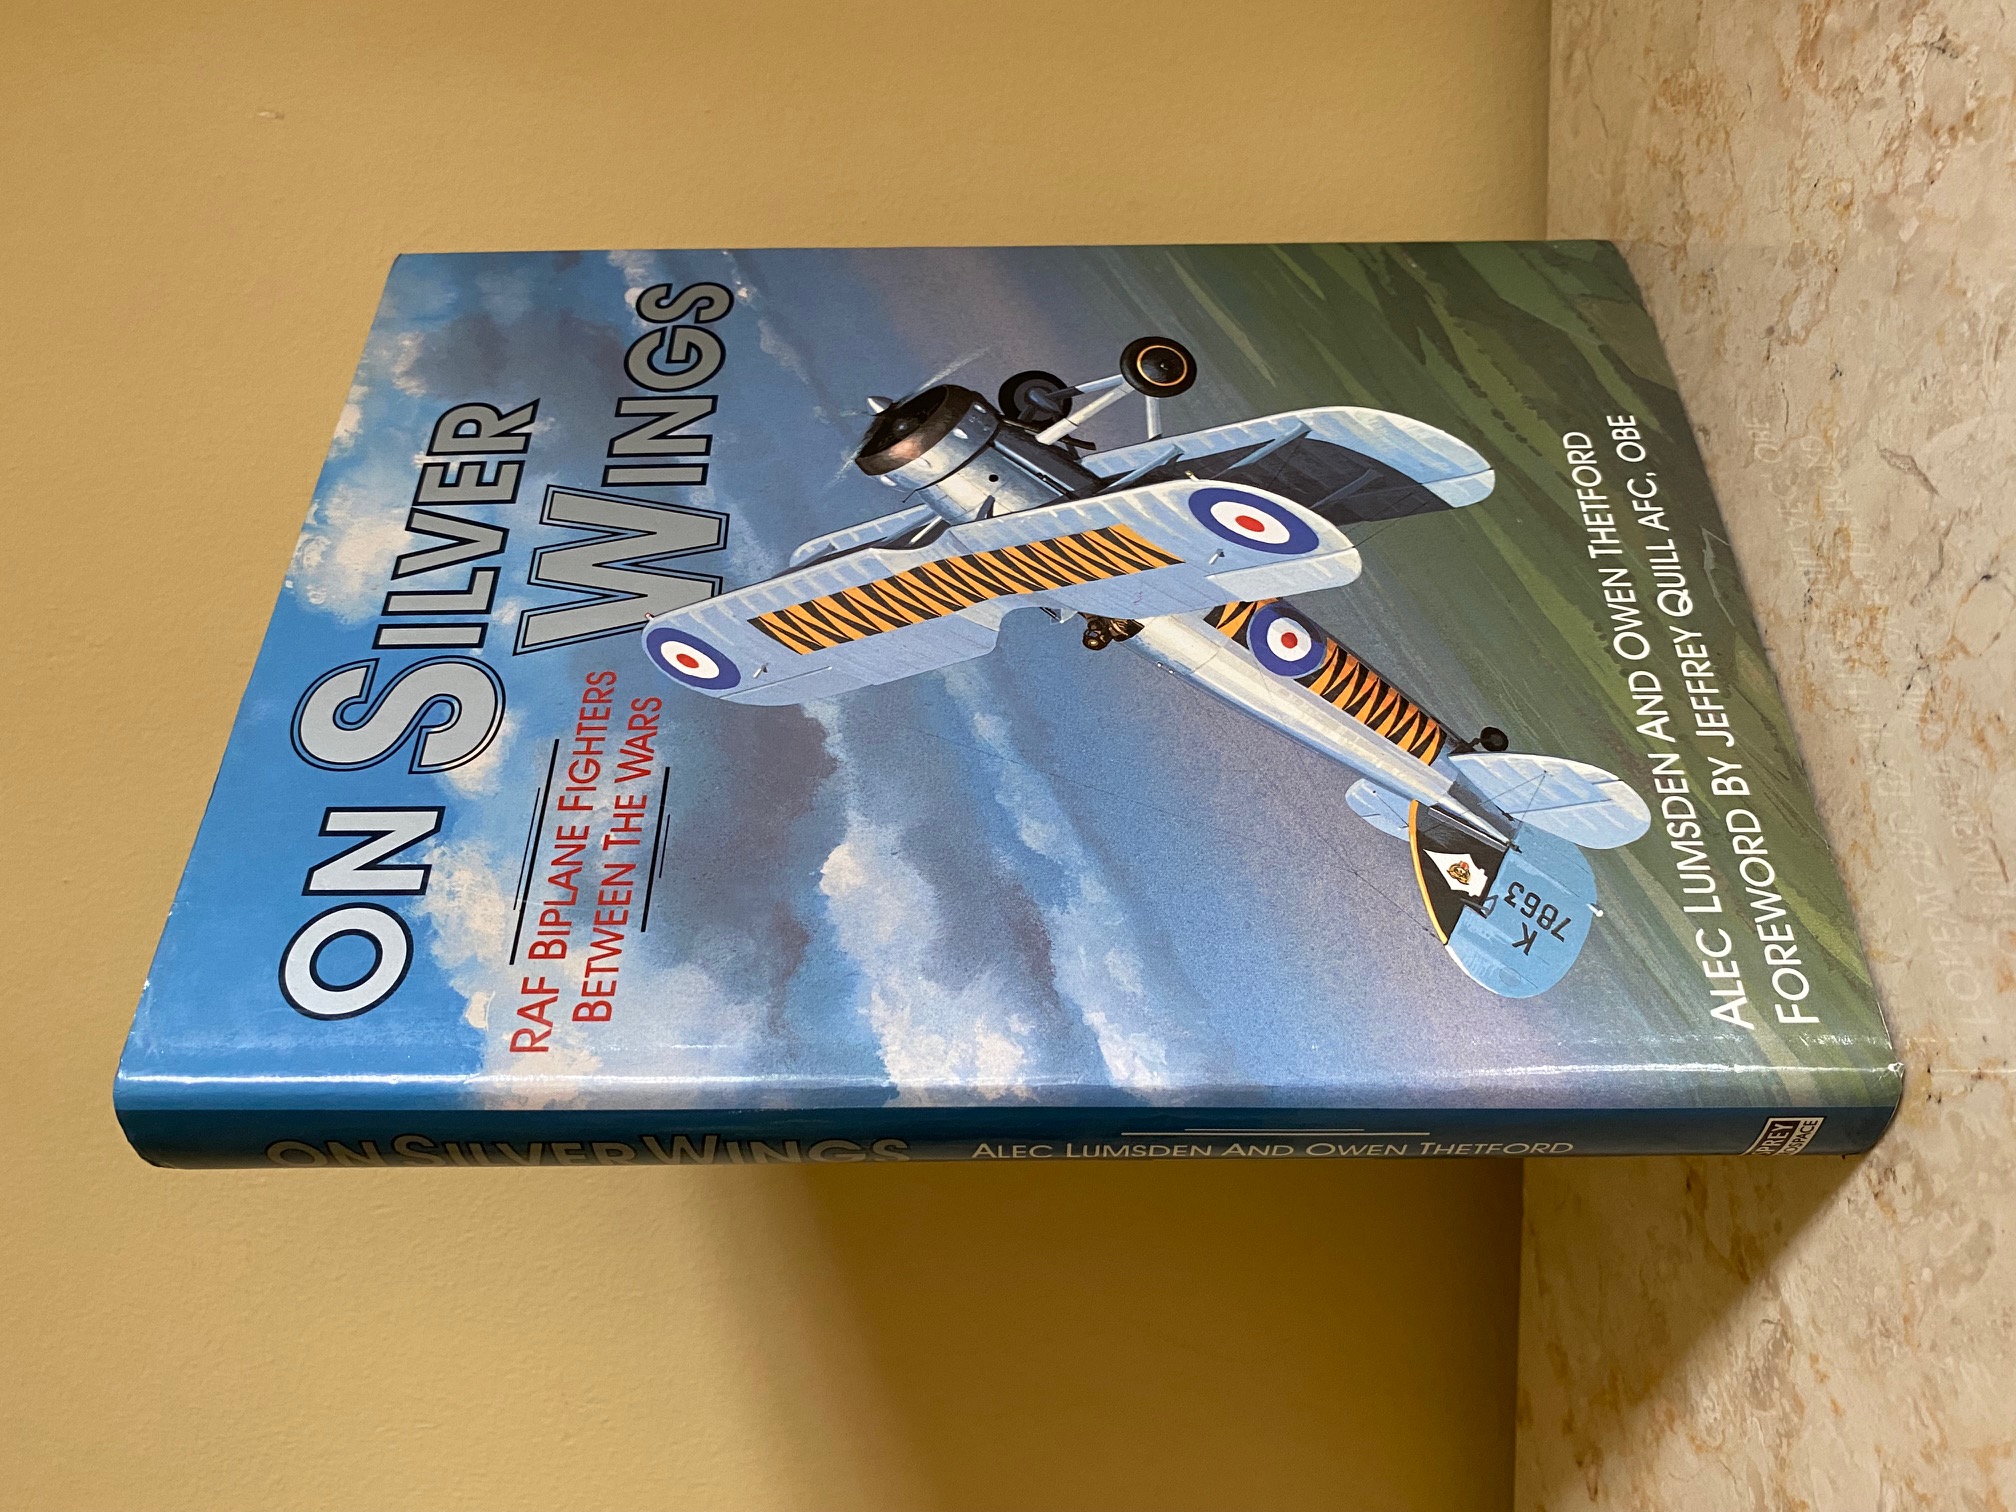 ON SILVER
WINGS
RAF BIPLANE FIGHTERS
BETWEEN THE WARS
K
7863
ALEC LUMSDEN AND OWEN THETFORD
FOREWORD BY JEFFREY QUILL AFC, OBE
ON SILVER WINGS
ALEC LUMSDEN AND OWEN THETFORD